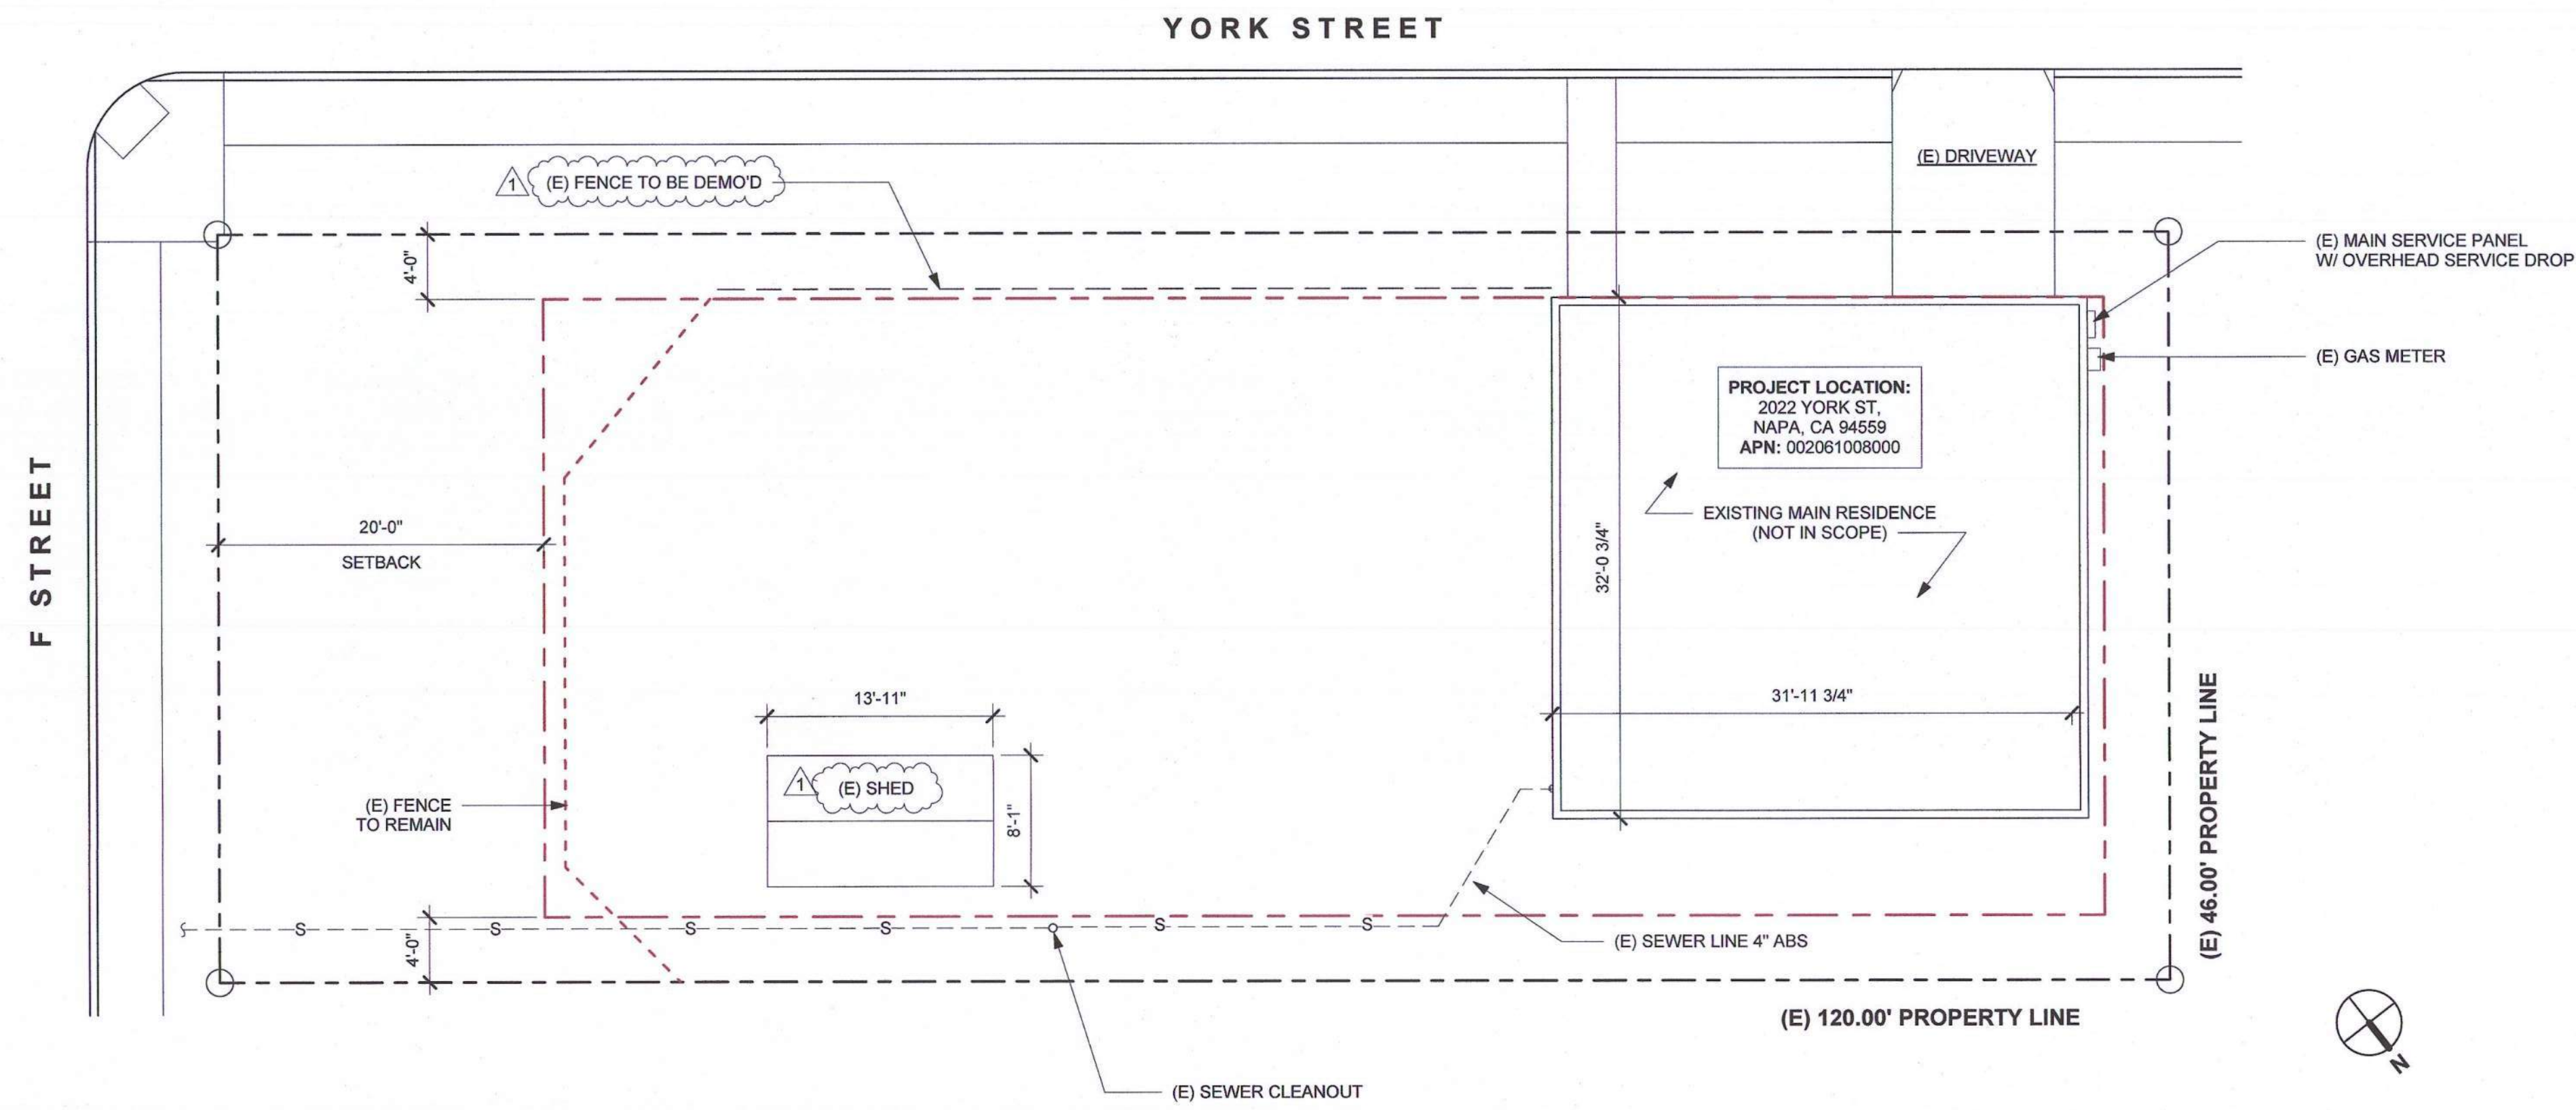 YORK STREET
(E) DRIVEWAY
1
(E) FENCE TO BE DEMO'D
4'-0"
(E) MAIN SERVICE PANEL
W/ OVERHEAD SERVICE DROP
(E) GAS METER
PROJECT LOCATION:
2022 YORK ST,
NAPA, CA 94559
APN: 002061008000
F STREET
20'-0"
SETBACK
EXISTING MAIN RESIDENCE
(NOT IN SCOPE)
32'-0 3/4"
31'-11 3/4"
13'-11"
1
(E) SHED
8'-1"
(E) FENCE
TO REMAIN
(E) 46.00' PROPERTY LINE
S S S S S S
4'-0"
(E) SEWER LINE 4" ABS
(E) 120.00' PROPERTY LINE
N
(E) SEWER CLEANOUT